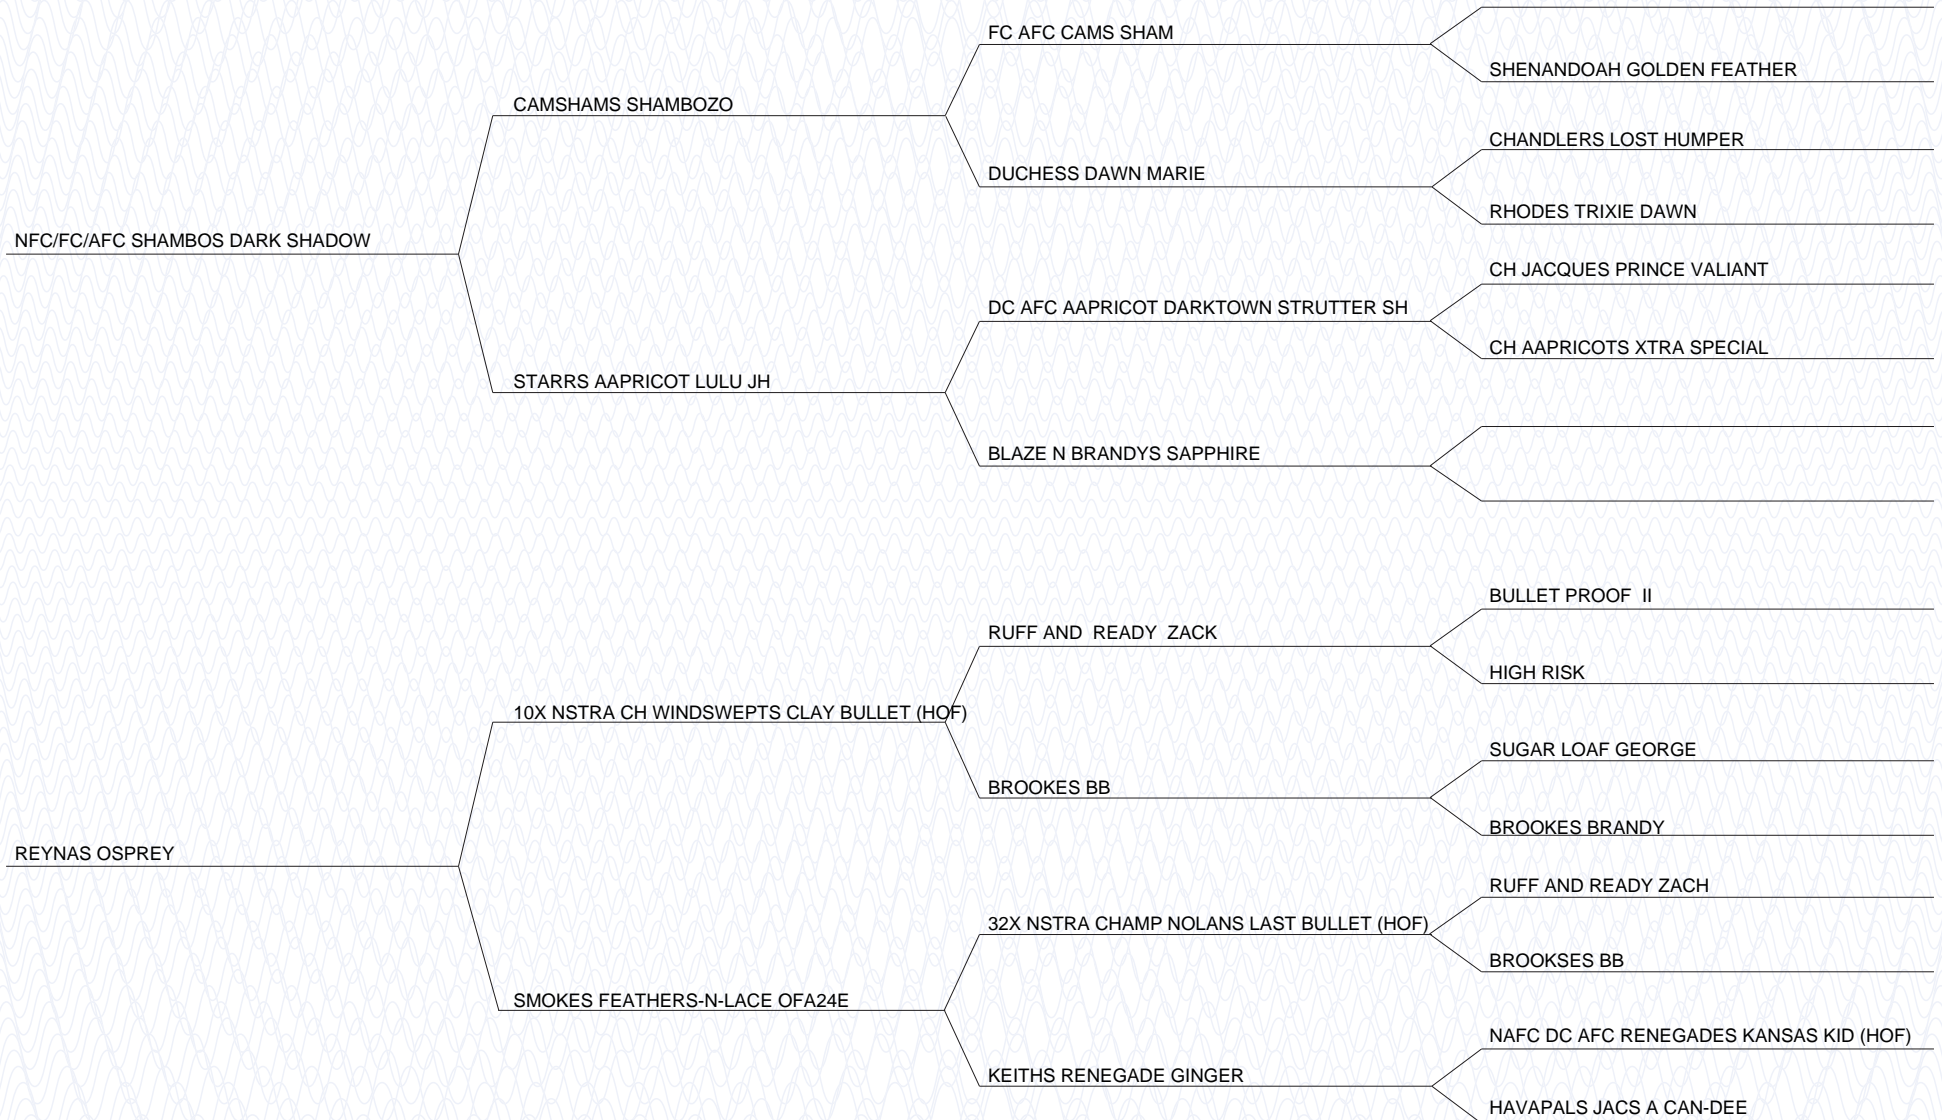 FC AFC CAMS SHAM
SHENANDOAH GOLDEN FEATHER
CAMSHAMS SHAMBOZO
CHANDLERS LOST HUMPER
DUCHESS DAWN MARIE
RHODES TRIXIE DAWN
NFC/FC/AFC SHAMBOS DARK SHADOW
CH JACQUES PRINCE VALIANT
DC AFC AAPRICOT DARKTOWN STRUTTER SH
CH AAPRICOTS XTRA SPECIAL
STARRS AAPRICOT LULU JH
BLAZE N BRANDYS SAPPHIRE
BULLET PROOF  II
RUFF AND  READY  ZACK
HIGH RISK
10X NSTRA CH WINDSWEPTS CLAY BULLET (HOF)
SUGAR LOAF GEORGE
BROOKES BB
BROOKES BRANDY
REYNAS OSPREY
RUFF AND READY ZACH
32X NSTRA CHAMP NOLANS LAST BULLET (HOF)
BROOKSES BB
SMOKES FEATHERS-N-LACE OFA24E
NAFC DC AFC RENEGADES KANSAS KID (HOF)
KEITHS RENEGADE GINGER
HAVAPALS JACS A CAN-DEE